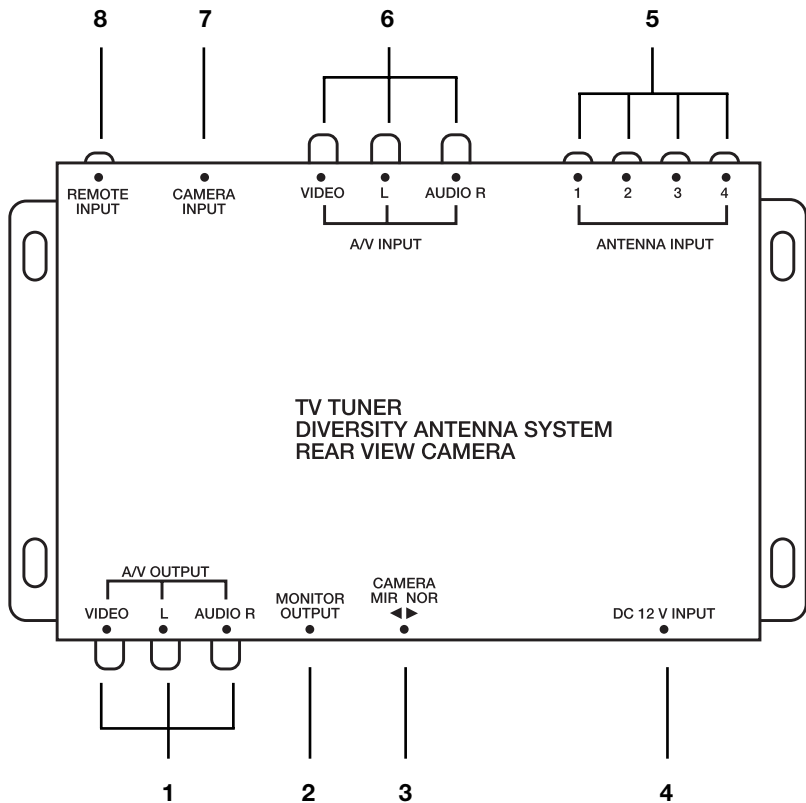 8 7 6 5
REMOTE INPUT
CAMERA INPUT
VIDEO L AUDIO R
A/V INPUT
1 2 3 4
ANTENNA INPUT
TV TUNER
DIVERSITY ANTENNA SYSTEM
REAR VIEW CAMERA
A/V OUTPUT
VIDEO L AUDIO R
MONITOR
OUTPUT
CAMERA
MIR NOR
◀ ▶
DC 12 V INPUT
1 2 3 4